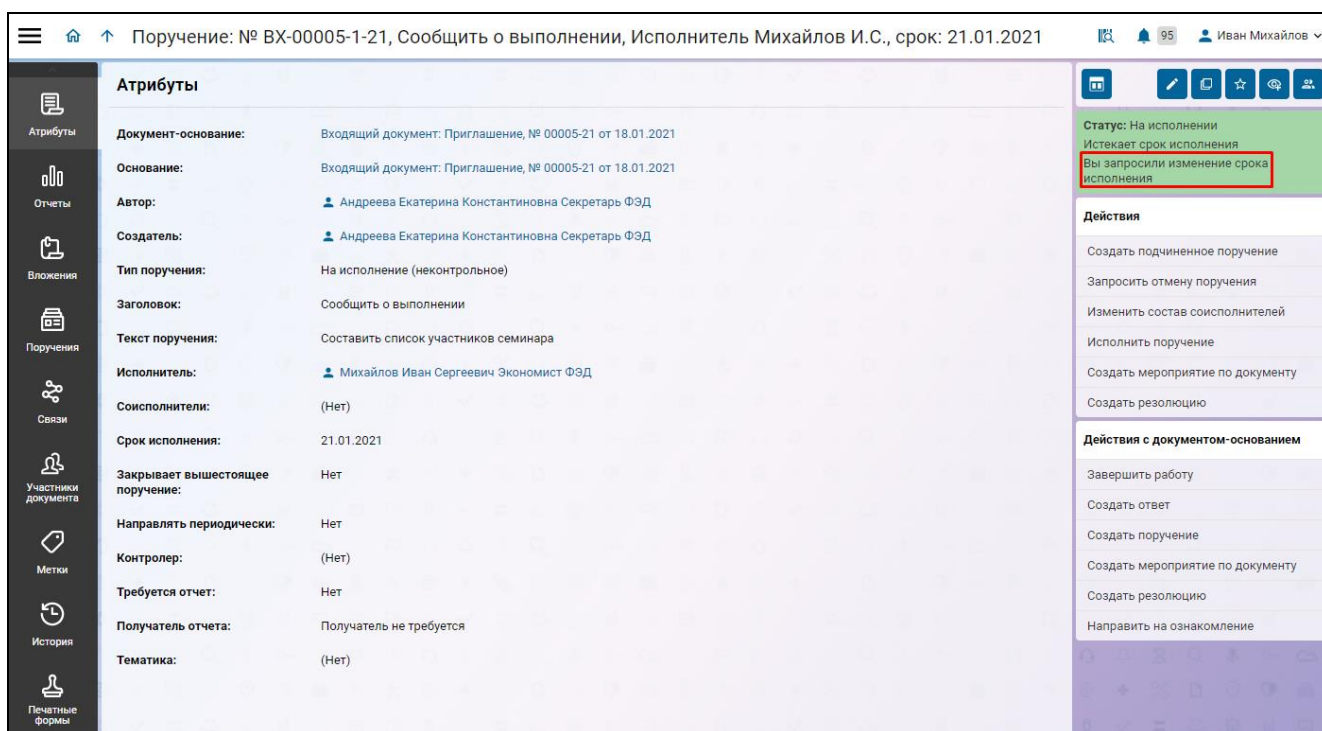 Поручение: № ВХ-00005-1-21, Сообщить о выполнении, Исполнитель Михайлов И.С., срок: 21.01.2021
95
Иван Михайлов
Атрибуты
Отчеты
Вложения
Поручения
Связи
Участники
документа
Метки
История
Печатные
формы
Атрибуты
Документ-основание: Входящий документ: Приглашение, № 00005-21 от 18.01.2021
Основание: Входящий документ: Приглашение, № 00005-21 от 18.01.2021
Автор: Андреева Екатерина Константиновна Секретарь ФЭД
Создатель: Андреева Екатерина Константиновна Секретарь ФЭД
Тип поручения: На исполнение (неконтрольное)
Заголовок: Сообщить о выполнении
Текст поручения: Составить список участников семинара
Исполнитель: Михайлов Иван Сергеевич Экономист ФЭД
Соисполнители: (Нет)
Срок исполнения: 21.01.2021
Закрывает вышестоящее Нет
поручение:
Направлять периодически: Нет
Контролер: (Нет)
Требуется отчет: Нет
Получатель отчета: Получатель не требуется
Тематика: (Нет)
Статус: На исполнении
Истекает срок исполнения
Вы запросили изменение срока
исполнения
Действия
Создать подчиненное поручение
Запросить отмену поручения
Изменить состав соисполнителей
Исполнить поручение
Создать мероприятие по документу
Создать резолюцию
Действия с документом-основанием
Завершить работу
Создать ответ
Создать поручение
Создать мероприятие по документу
Создать резолюцию
Направить на ознакомление